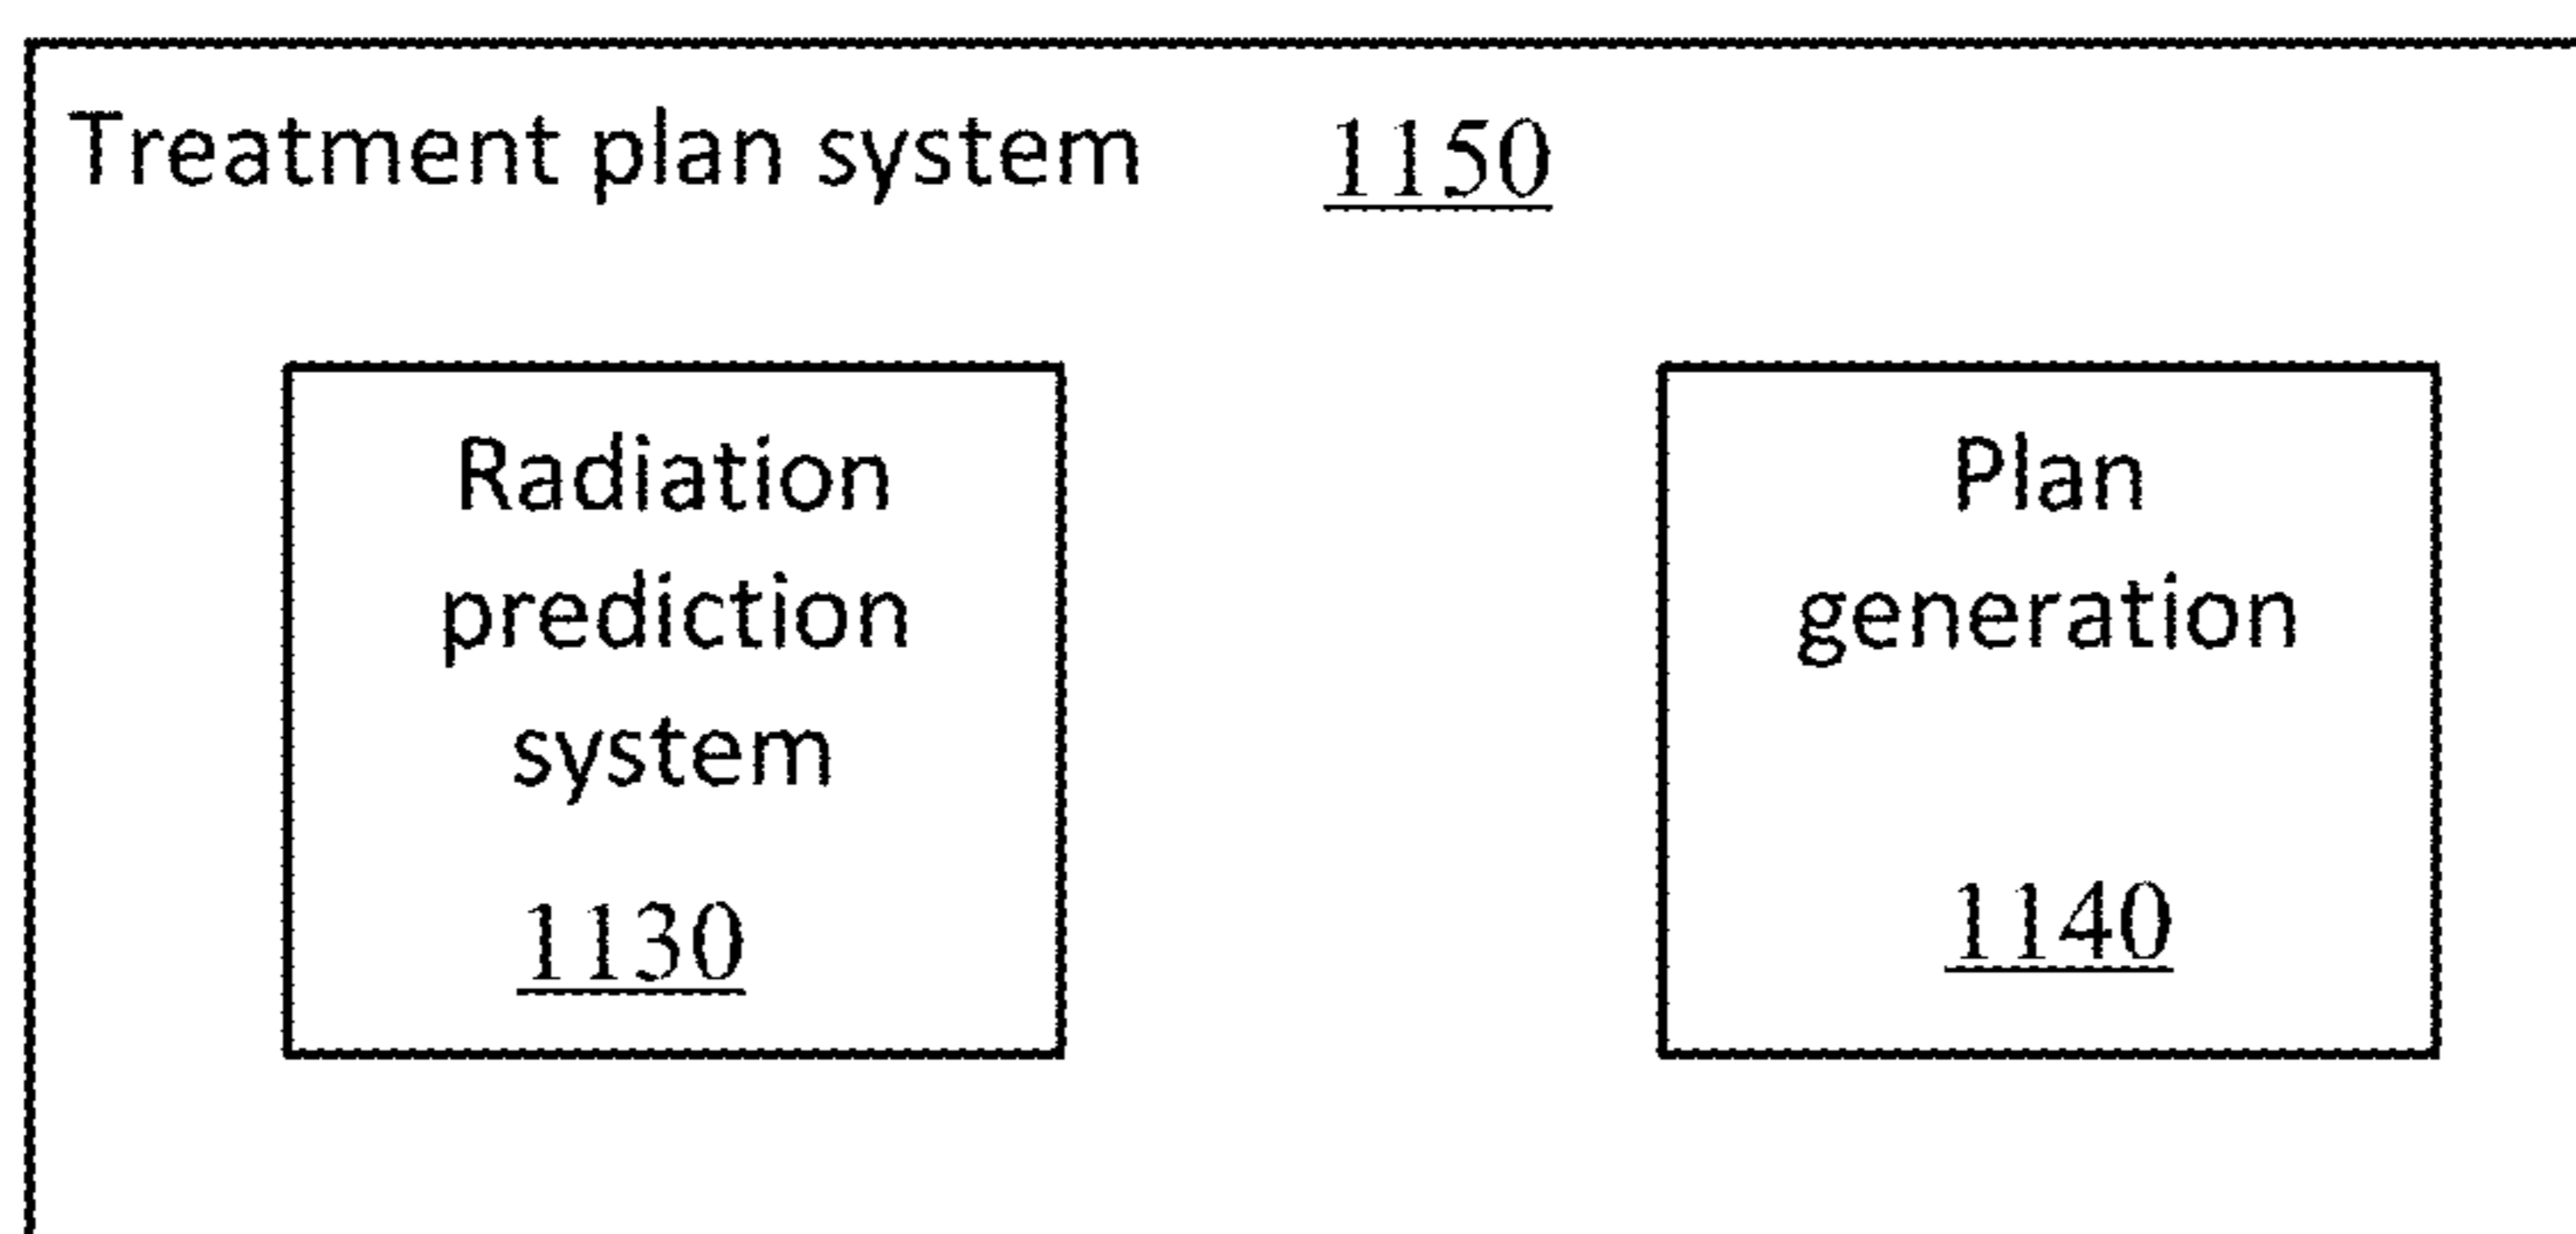 Treatment plan system 1150
Radiation
prediction
system
1130
Plan
generation
1140